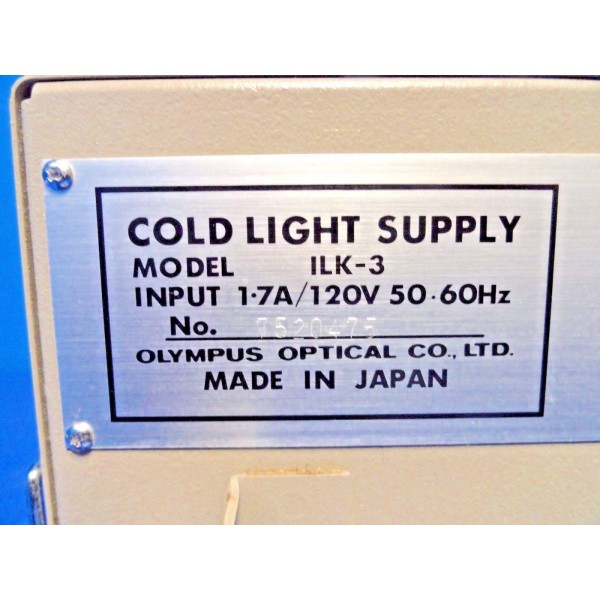 COLD LIGHT SUPPLY
MODEL ILK-3
INPUT 1·7A/120V 50·60Hz
No. 7520475
OLYMPUS OPTICAL CO., LTD.
MADE IN JAPAN